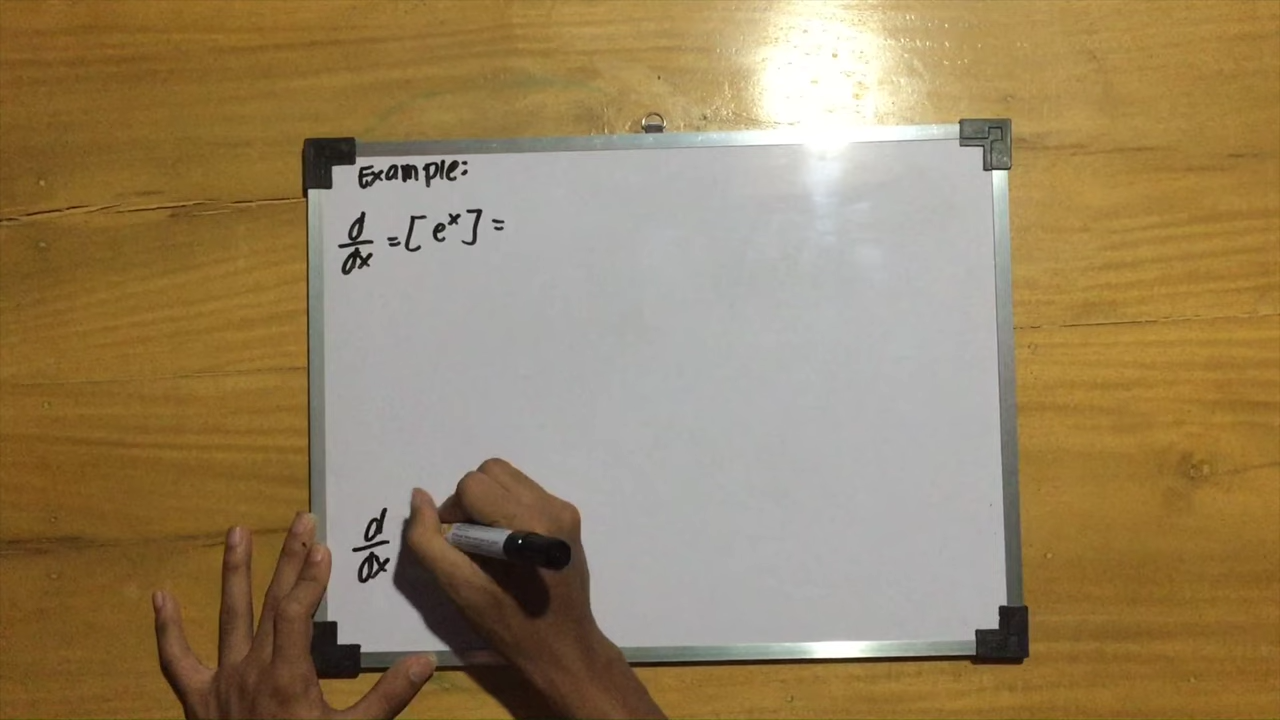 Example:
d/dx = [e^x] =
d/dx